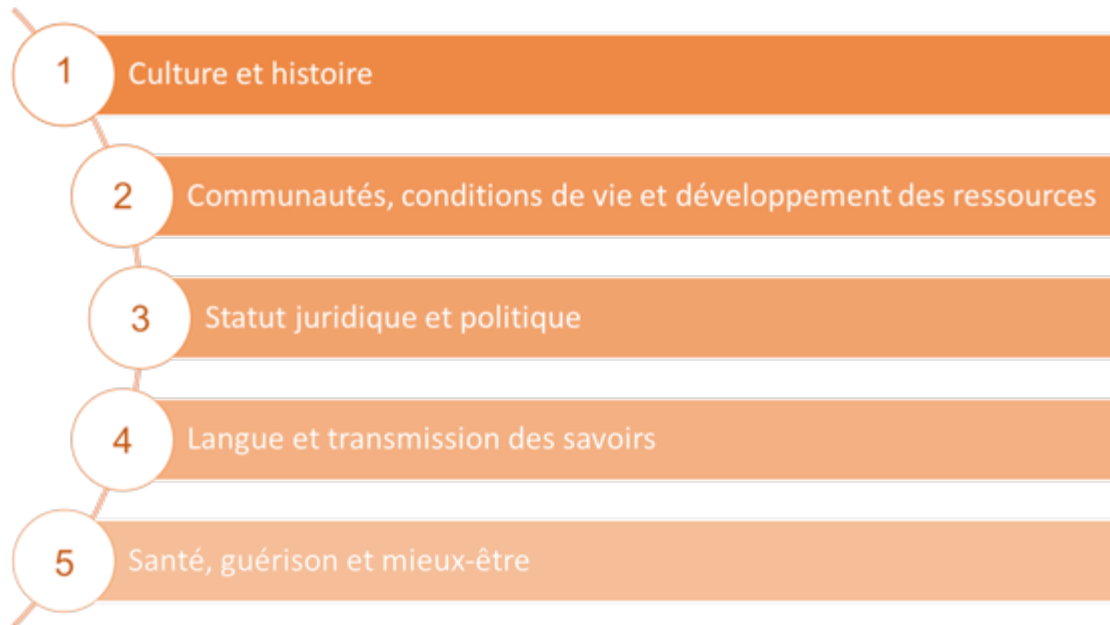 1 Culture et histoire
2 Communautés, conditions de vie et développement des ressources
3 Statut juridique et politique
4 Langue et transmission des savoirs
5 Santé, guérison et mieux-être